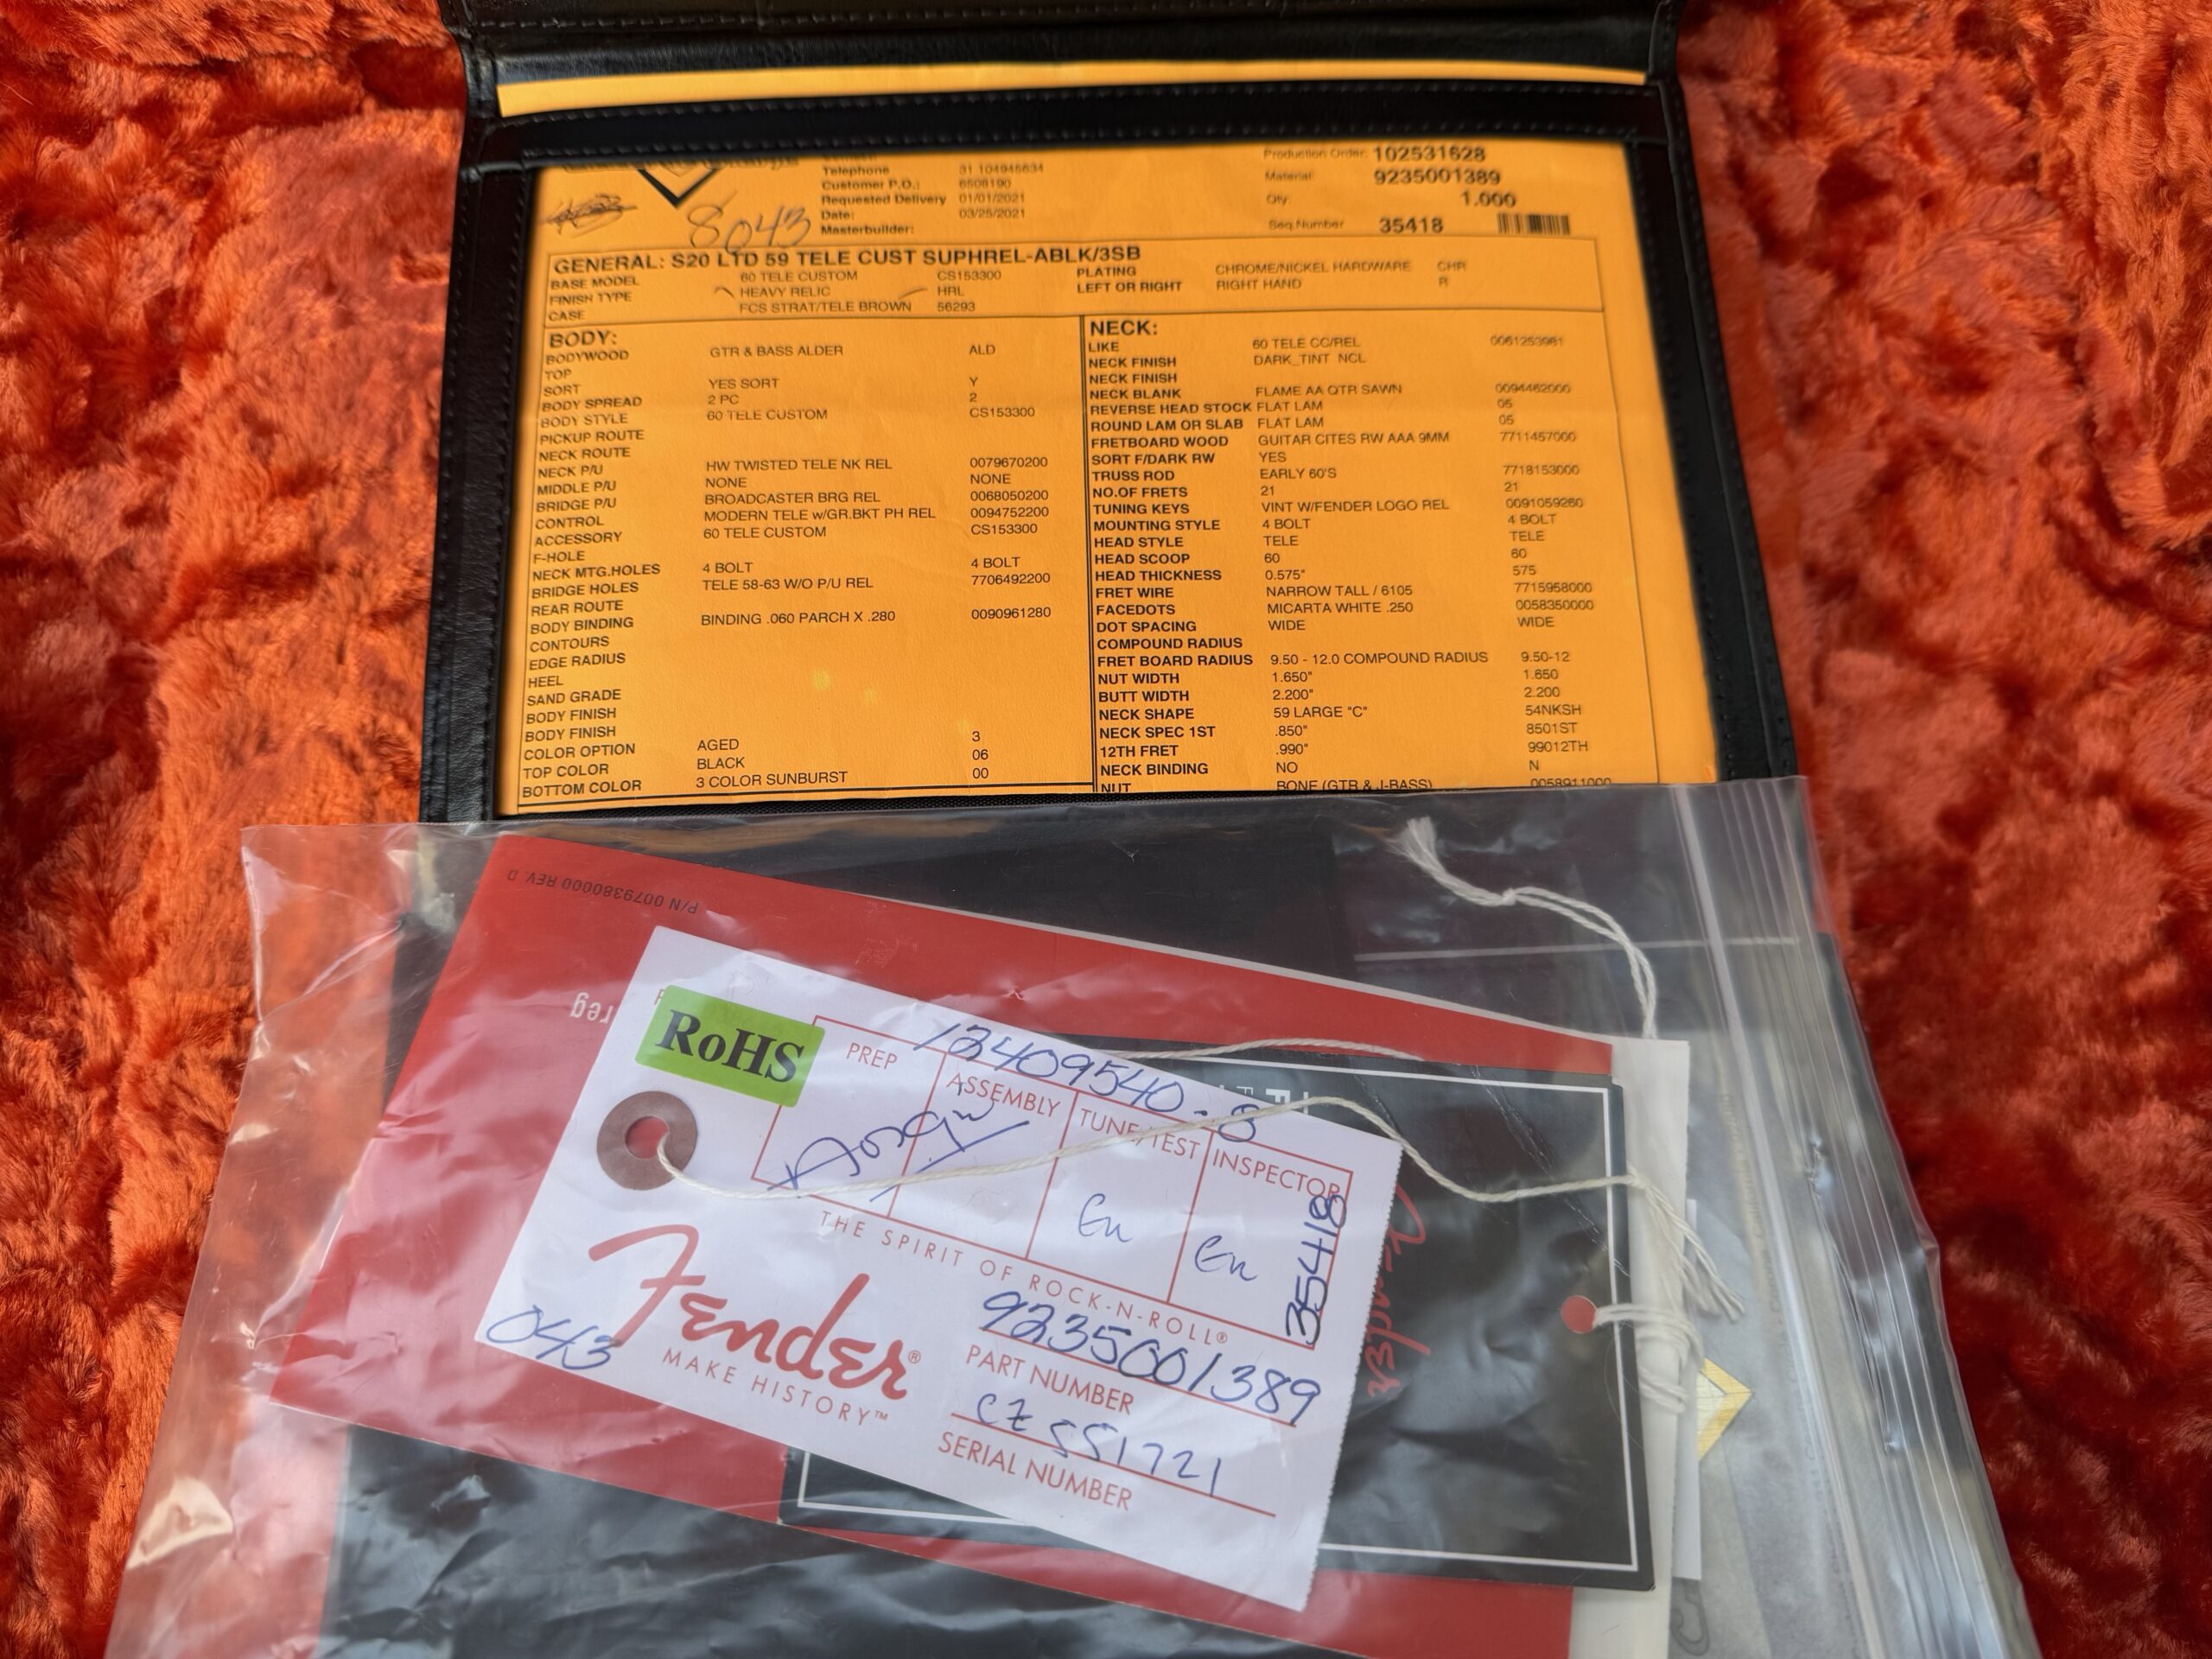 Telephone 31 104945634
Customer P.O.: 6508190
Requested Delivery 01/01/2021
Date: 03/25/2021
Masterbuilder:
8043
Production Order: 102531628
Material: 9235001389
Qty: 1.000
Seq.Number 35418
GENERAL: S20 LTD 59 TELE CUST SUPHREL-ABLK/3SB
BASE MODEL 60 TELE CUSTOM CS153300
FINISH TYPE HEAVY RELIC HRL
CASE FCS STRAT/TELE BROWN 56293
PLATING CHROME/NICKEL HARDWARE CHR
LEFT OR RIGHT RIGHT HAND R
BODY:
BODYWOOD GTR & BASS ALDER ALD
TOP
SORT YES SORT Y
BODY SPREAD 2 PC 2
BODY STYLE 60 TELE CUSTOM CS153300
PICKUP ROUTE
NECK ROUTE
NECK P/U HW TWISTED TELE NK REL 0079670200
MIDDLE P/U NONE NONE
BRIDGE P/U BROADCASTER BRG REL 0068050200
CONTROL MODERN TELE w/GR.BKT PH REL 0094752200
ACCESSORY 60 TELE CUSTOM CS153300
F-HOLE
NECK MTG.HOLES 4 BOLT 4 BOLT
BRIDGE HOLES TELE 58-63 W/O P/U REL 7706492200
REAR ROUTE
BODY BINDING BINDING .060 PARCH X .280 0090961280
CONTOURS
EDGE RADIUS
HEEL
SAND GRADE
BODY FINISH
BODY FINISH
COLOR OPTION AGED 3
TOP COLOR BLACK 06
BOTTOM COLOR 3 COLOR SUNBURST 00
NECK:
LIKE 60 TELE CC/REL 0061253981
NECK FINISH DARK_TINT NCL
NECK FINISH
NECK BLANK FLAME AA QTR SAWN 0094462000
REVERSE HEAD STOCK FLAT LAM 05
ROUND LAM OR SLAB FLAT LAM 05
FRETBOARD WOOD GUITAR CITES RW AAA 9MM 7711457000
SORT F/DARK RW YES
TRUSS ROD EARLY 60'S 7718153000
NO.OF FRETS 21 21
TUNING KEYS VINT W/FENDER LOGO REL 0091059260
MOUNTING STYLE 4 BOLT 4 BOLT
HEAD STYLE TELE TELE
HEAD SCOOP 60 60
HEAD THICKNESS 0.575" 575
FRET WIRE NARROW TALL / 6105 7715958000
FACEDOTS MICARTA WHITE .250 0058350000
DOT SPACING WIDE WIDE
COMPOUND RADIUS
FRET BOARD RADIUS 9.50 - 12.0 COMPOUND RADIUS 9.50-12
NUT WIDTH 1.650" 1.650
BUTT WIDTH 2.200" 2.200
NECK SHAPE 59 LARGE "C" 54NKSH
NECK SPEC 1ST .850" 8501ST
12TH FRET .990" 99012TH
NECK BINDING NO N
NUT BONE (GTR & J-BASS) 0058911000
P/N 0079380000 REV. D
RoHS
12409540-8
PREP ASSEMBLY TUNE/TEST INSPECTOR
En En
35418
THE SPIRIT OF ROCK-N-ROLL®
Fender®
MAKE HISTORY™
043
9235001389
PART NUMBER
CZ551721
SERIAL NUMBER
Fender